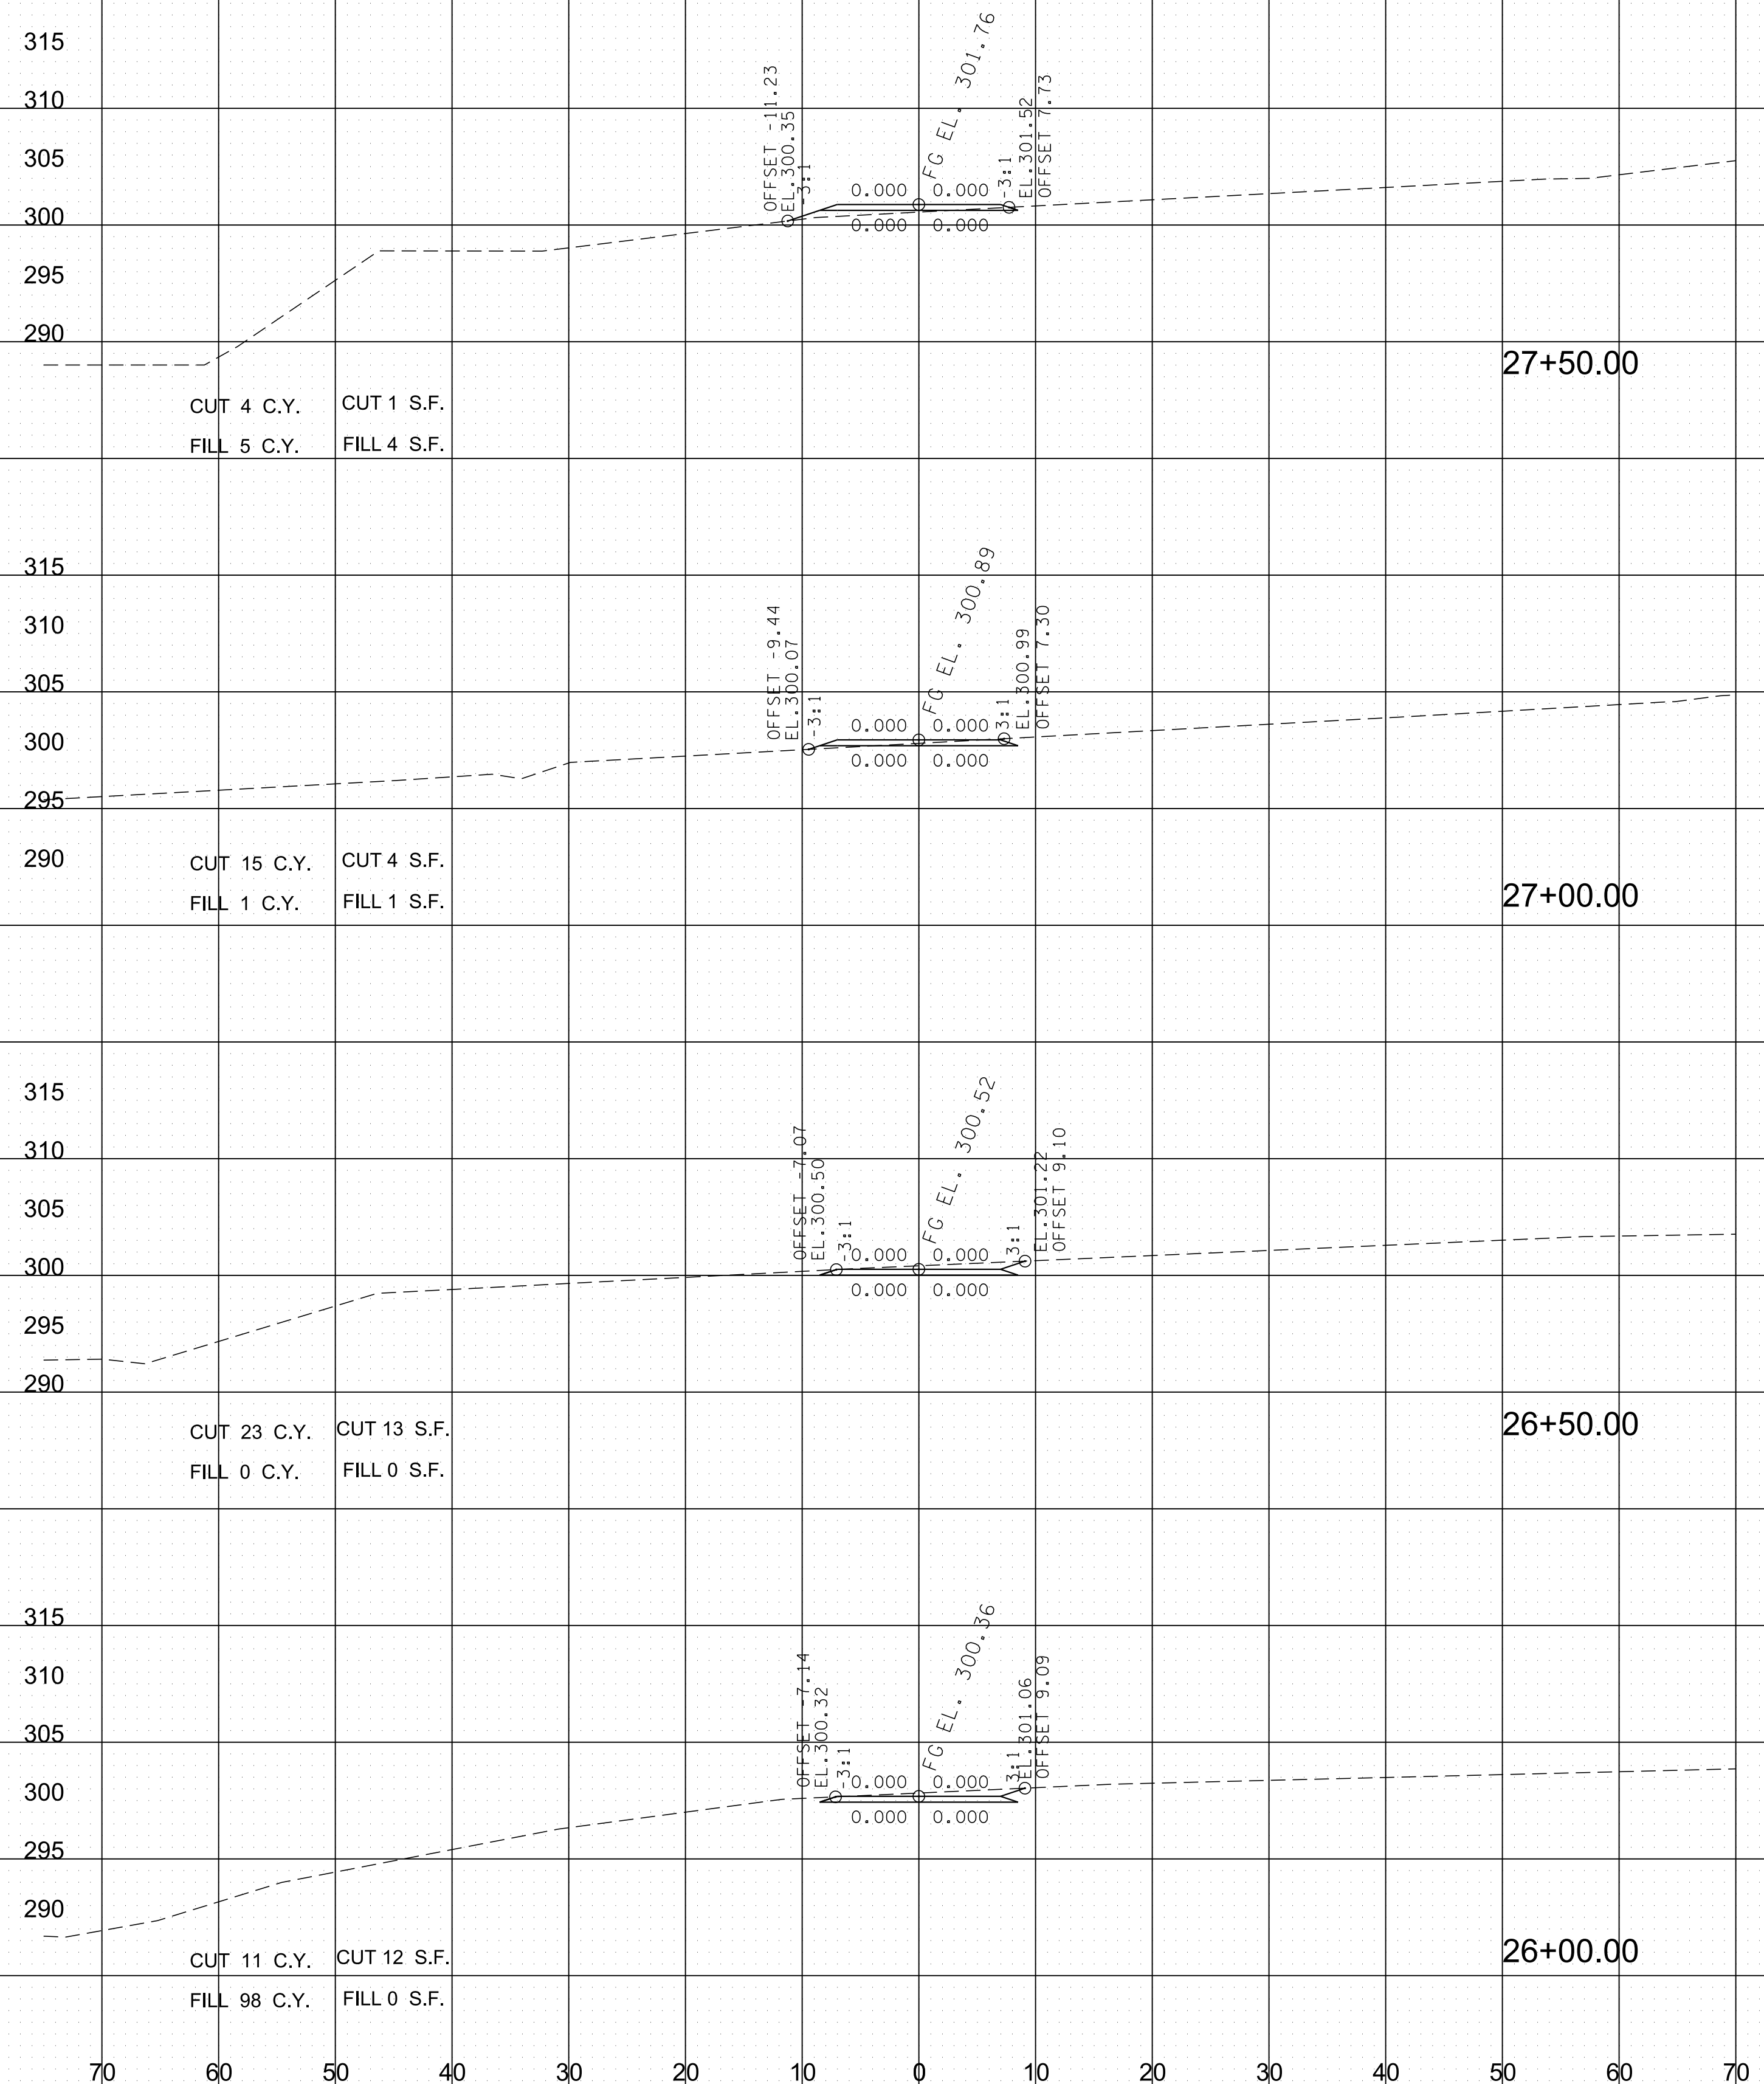 315
310
305
300
295
290
OFFSET -11.23
EL.300.35
-3:1
0.000 0.000
0.000 0.000
FG EL. 301.76
-3:1
EL.301.52
OFFSET 7.73
27+50.00
CUT 4 C.Y. CUT 1 S.F.
FILL 5 C.Y. FILL 4 S.F.
315
310
305
300
295
290
OFFSET -9.44
EL.300.07
-3:1
0.000 0.000
0.000 0.000
FG EL. 300.89
3:1
EL.300.99
OFFSET 7.30
27+00.00
CUT 15 C.Y. CUT 4 S.F.
FILL 1 C.Y. FILL 1 S.F.
315
310
305
300
295
290
OFFSET -7.07
EL.300.50
-3:1
0.000 0.000
0.000 0.000
FG EL. 300.52
3:1
EL.301.22
OFFSET 9.10
26+50.00
CUT 23 C.Y. CUT 13 S.F.
FILL 0 C.Y. FILL 0 S.F.
315
310
305
300
295
290
OFFSET -7.14
EL.300.32
-3:1
0.000 0.000
0.000 0.000
FG EL. 300.36
3:1
EL.301.06
OFFSET 9.09
26+00.00
CUT 11 C.Y. CUT 12 S.F.
FILL 98 C.Y. FILL 0 S.F.
70 60 50 40 30 20 10 0 10 20 30 40 50 60 70